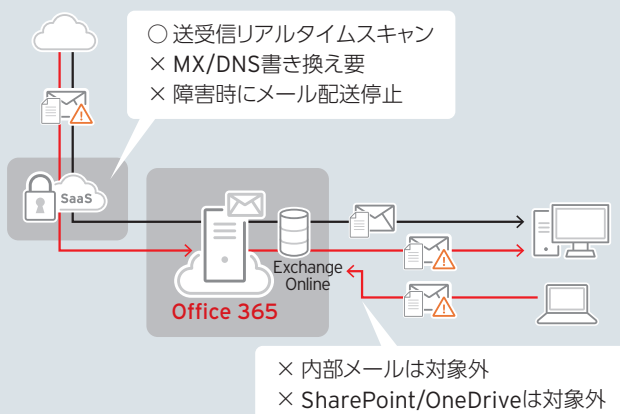 ○ 送受信リアルタイムスキャン
× MX/DNS書き換え要
× 障害時にメール配送停止
SaaS
Exchange
Online
Office 365
× 内部メールは対象外
× SharePoint/OneDriveは対象外